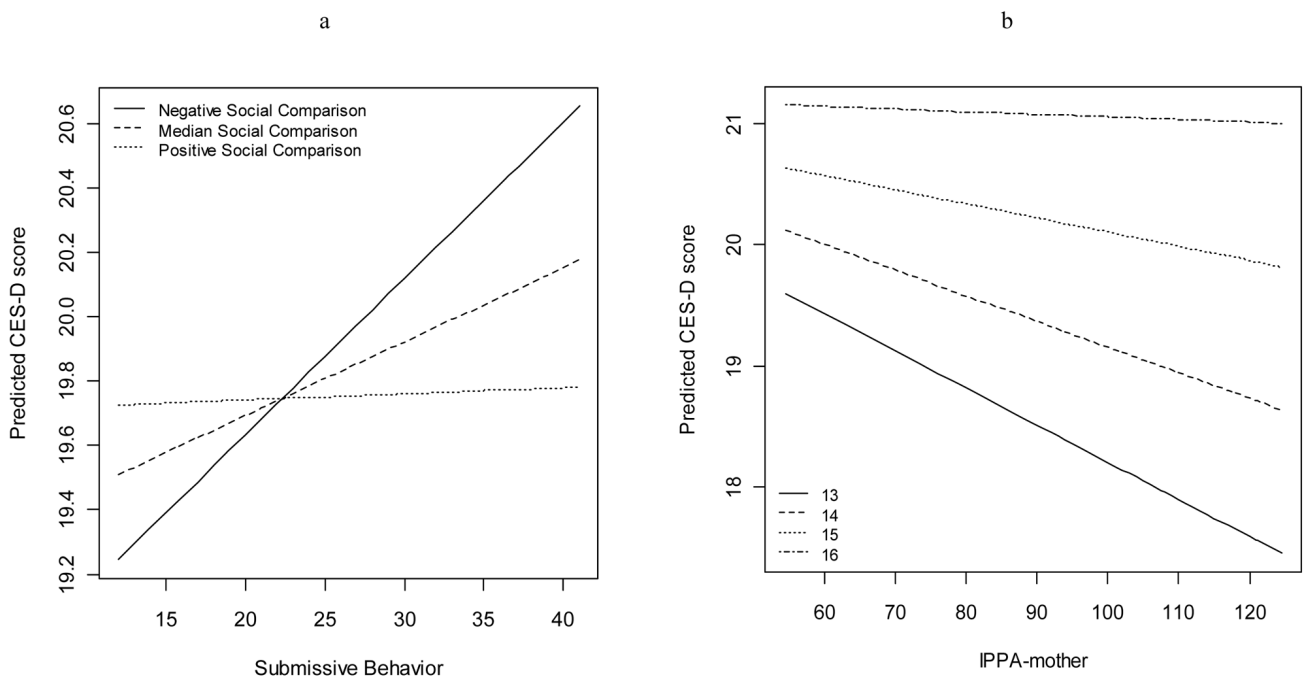 a
Negative Social Comparison
Median Social Comparison
Positive Social Comparison
20.6
20.4
20.2
20.0
19.8
19.6
19.4
19.2
Predicted CES-D score
15 20 25 30 35 40
Submissive Behavior
b
21
20
19
18
Predicted CES-D score
13
14
15
16
60 70 80 90 100 110 120
IPPA-mother